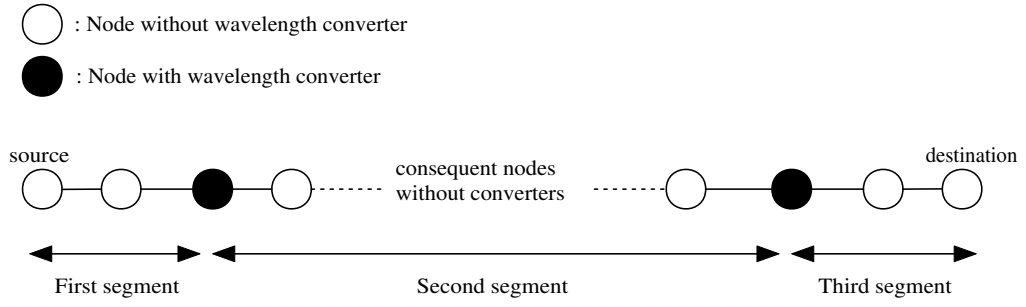 : Node without wavelength converter
: Node with wavelength converter
source
destination
consequent nodes
without converters
First segment
Second segment
Third segment